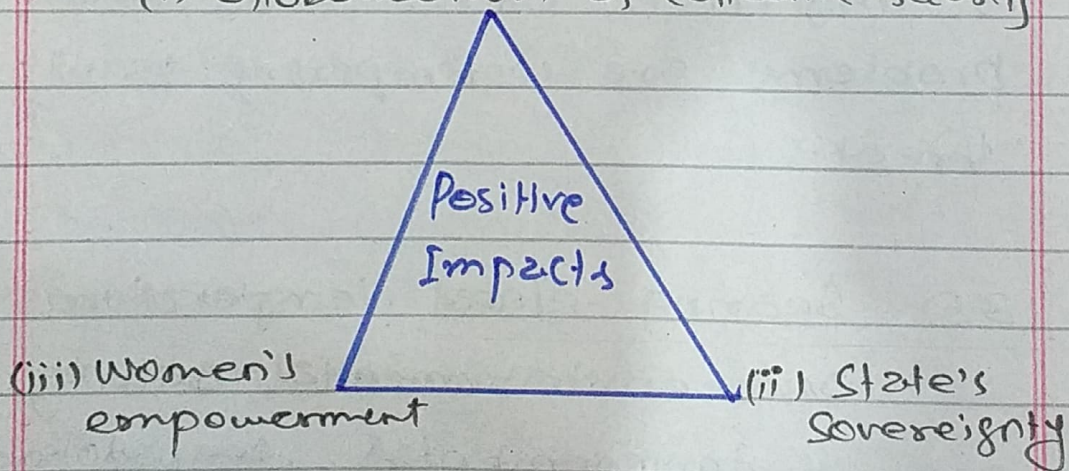 Positive
Impacts
(iii) Women's
empowerment
(ii) State's
Sovereignty